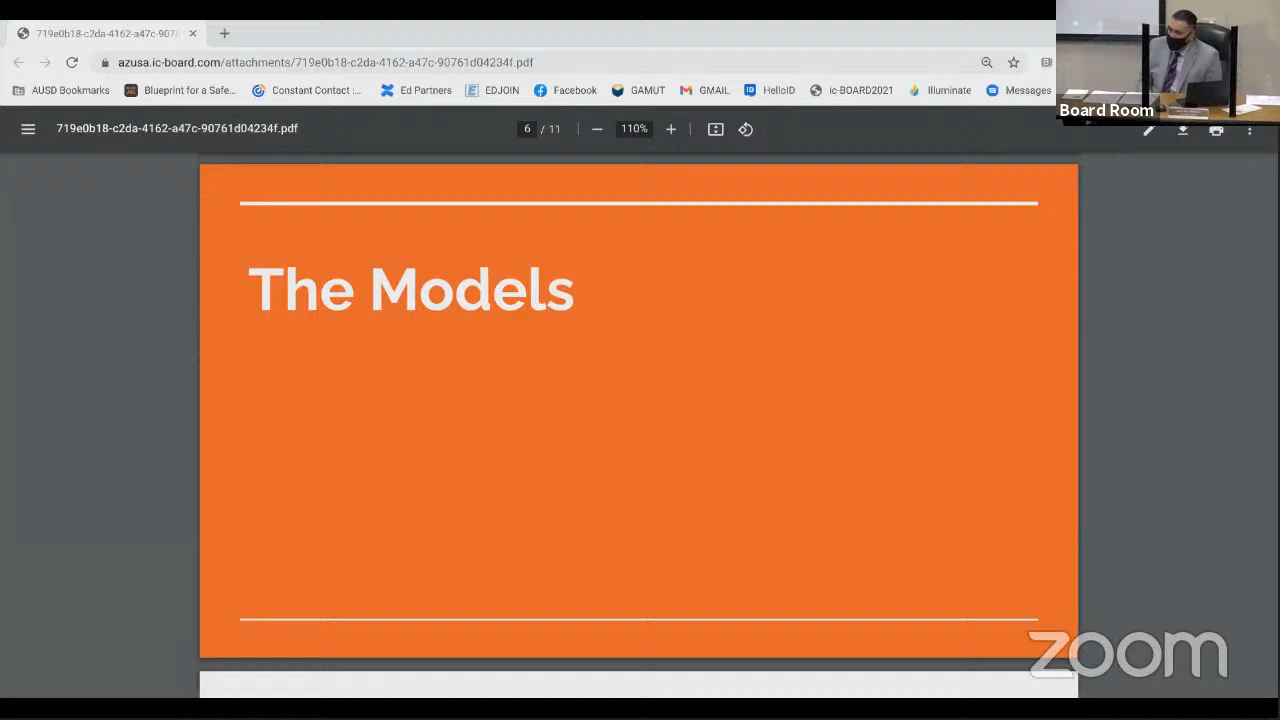 719e0b18-c2da-4162-a47c-9076
azusa.ic-board.com/attachments/719e0b18-c2da-4162-a47c-90761d04234f.pdf
AUSD Bookmarks Blueprint for a Safe... Constant Contact :... Ed Partners EDJOIN Facebook GAMUT GMAIL HelloID ic-BOARD2021 Illuminate Messages
Board Room
719e0b18-c2da-4162-a47c-90761d04234f.pdf 6 / 11 110%
The Models
zoom